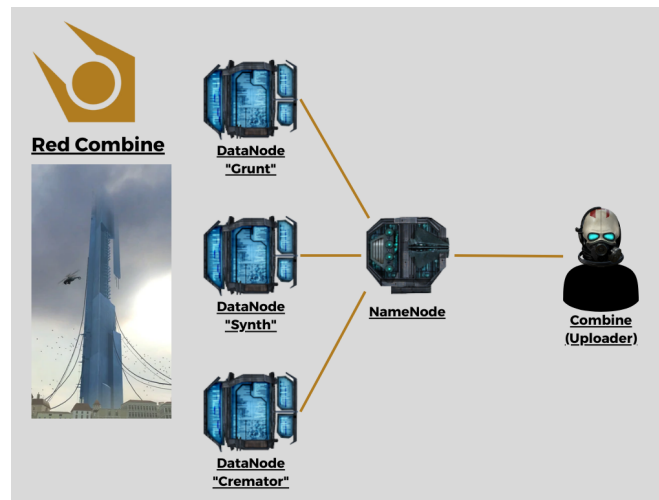 Red Combine
DataNode
"Grunt"
DataNode
"Synth"
DataNode
"Cremator"
NameNode
Combine
(Uploader)